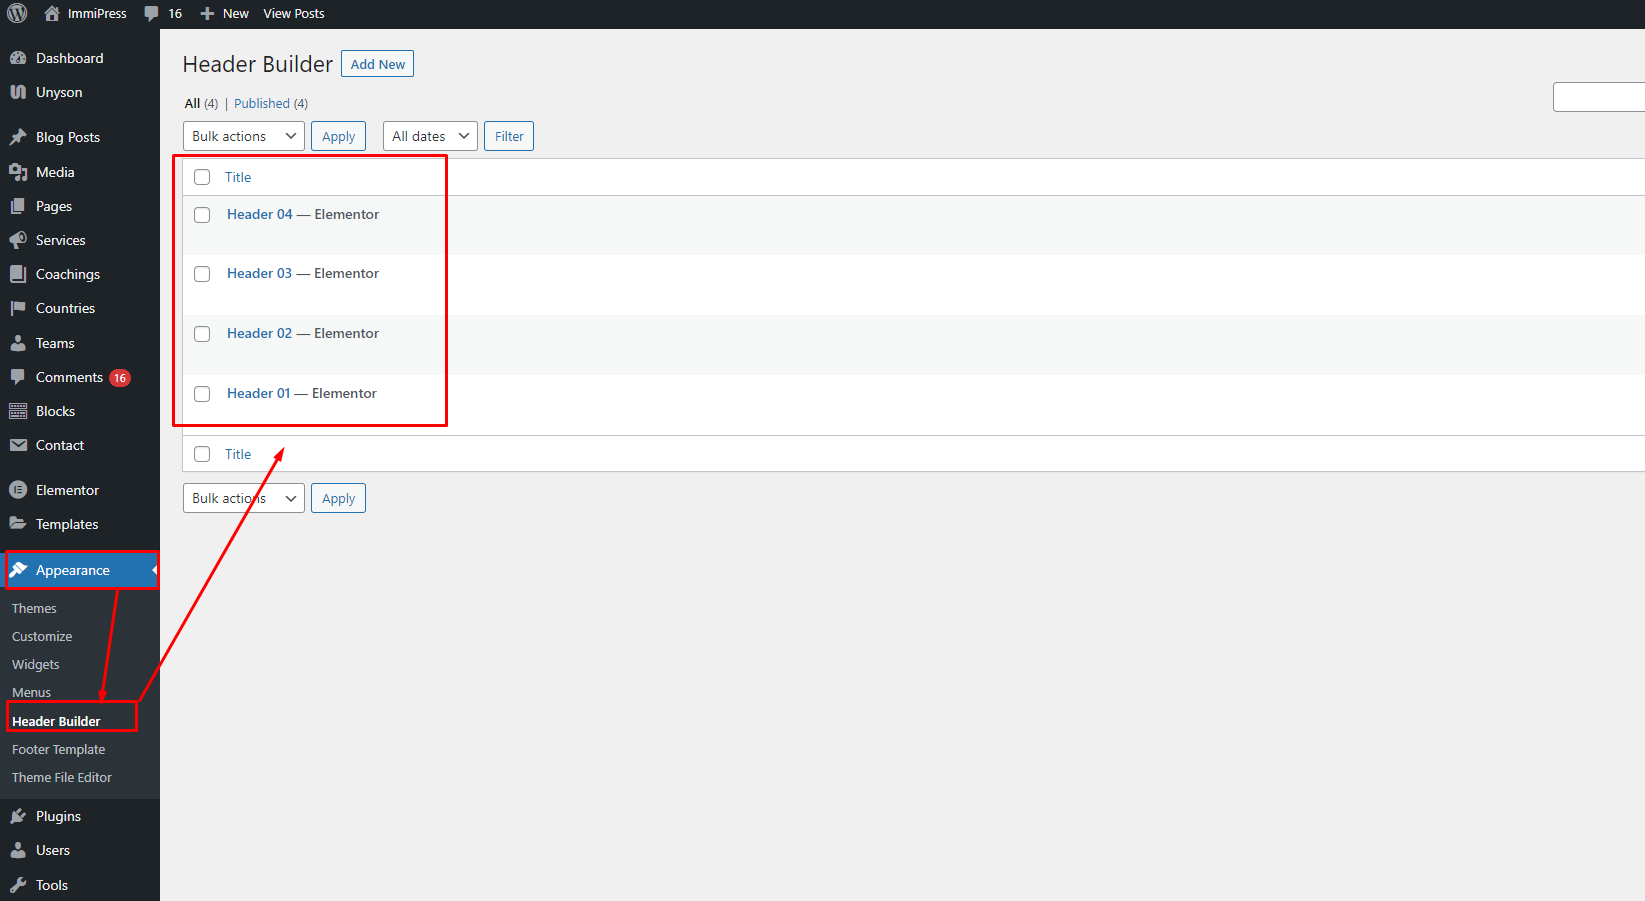 ImmiPress 16 New View Posts
Dashboard
Unyson
Blog Posts
Media
Pages
Services
Coachings
Countries
Teams
Comments 16
Blocks
Contact
Elementor
Templates
Appearance
Themes
Customize
Widgets
Menus
Header Builder
Footer Template
Theme File Editor
Plugins
Users
Tools
Header Builder Add New
All (4) | Published (4)
Bulk actions Apply All dates Filter
Title
Header 04 — Elementor
Header 03 — Elementor
Header 02 — Elementor
Header 01 — Elementor
Title
Bulk actions Apply